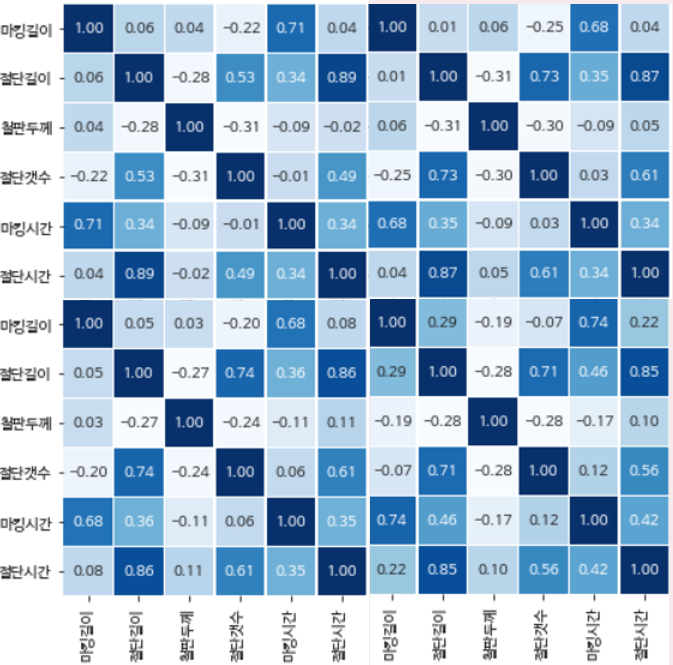 마킹길이 1.00 0.06 0.04 −0.22 0.71 0.04 1.00 0.01 0.06 −0.25 0.68 0.04
절단길이 0.06 1.00 −0.28 0.53 0.34 0.89 0.01 1.00 −0.31 0.73 0.35 0.87
철판두께 0.04 −0.28 1.00 −0.31 −0.09 −0.02 0.06 −0.31 1.00 −0.30 −0.09 0.05
절단갯수 −0.22 0.53 −0.31 1.00 −0.01 0.49 −0.25 0.73 −0.30 1.00 0.03 0.61
마킹시간 0.71 0.34 −0.09 −0.01 1.00 0.34 0.68 0.35 −0.09 0.03 1.00 0.34
절단시간 0.04 0.89 −0.02 0.49 0.34 1.00 0.04 0.87 0.05 0.61 0.34 1.00
마킹길이 1.00 0.05 0.03 −0.20 0.68 0.08 1.00 0.29 −0.19 −0.07 0.74 0.22
절단길이 0.05 1.00 −0.27 0.74 0.36 0.86 0.29 1.00 −0.28 0.71 0.46 0.85
철판두께 0.03 −0.27 1.00 −0.24 −0.11 0.11 −0.19 −0.28 1.00 −0.28 −0.17 0.10
절단갯수 −0.20 0.74 −0.24 1.00 0.06 0.61 −0.07 0.71 −0.28 1.00 0.12 0.56
마킹시간 0.68 0.36 −0.11 0.06 1.00 0.35 0.74 0.46 −0.17 0.12 1.00 0.42
절단시간 0.08 0.86 0.11 0.61 0.35 1.00 0.22 0.85 0.10 0.56 0.42 1.00
마킹길이 절단길이 철판두께 절단갯수 마킹시간 절단시간 마킹길이 절단길이 철판두께 절단갯수 마킹시간 절단시간